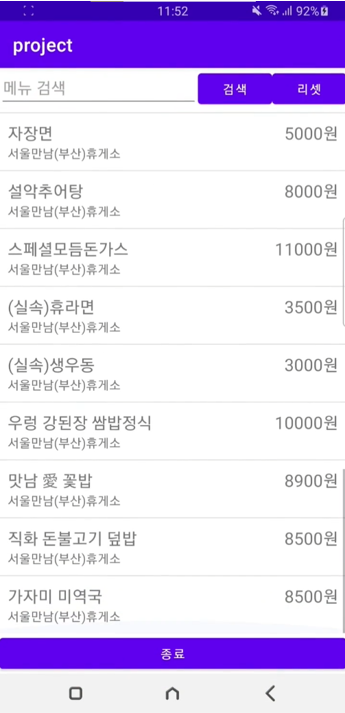 11:52 92%
project
메뉴 검색 검색 리셋
자장면 5000원
서울만남(부산)휴게소
설악추어탕 8000원
서울만남(부산)휴게소
스페셜모듬돈가스 11000원
서울만남(부산)휴게소
(실속)휴라면 3500원
서울만남(부산)휴게소
(실속)생우동 3000원
서울만남(부산)휴게소
우렁 강된장 쌈밥정식 10000원
서울만남(부산)휴게소
맛남 愛 꽃밥 8900원
서울만남(부산)휴게소
직화 돈불고기 덮밥 8500원
서울만남(부산)휴게소
가자미 미역국 8500원
서울만남(부산)휴게소
종료